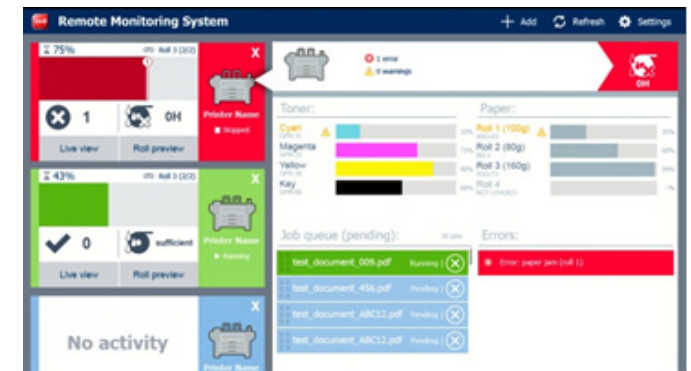 Remote Monitoring System
Add
Refresh
Settings
75%
Roll 3 (2/2)
X
1
0H
Printer Name
Stopped
Live view
Roll preview
1 error
0 warnings
0H
43%
Roll 3 (2/2)
X
0
sufficient
Printer Name
Running
Live view
Roll preview
No activity
X
Printer Name
Toner:
Cyan
Magenta
Yellow
Key
Paper:
Roll 1 (100g)
Roll 2 (80g)
Roll 3 (160g)
Roll 4
NOT LOADED
Job queue (pending):
test_document_009.pdf Running
test_document_456.pdf Pending
test_document_ABC12.pdf Pending
test_document_ABC12.pdf Pending
Errors:
Error: paper jam (roll 1)